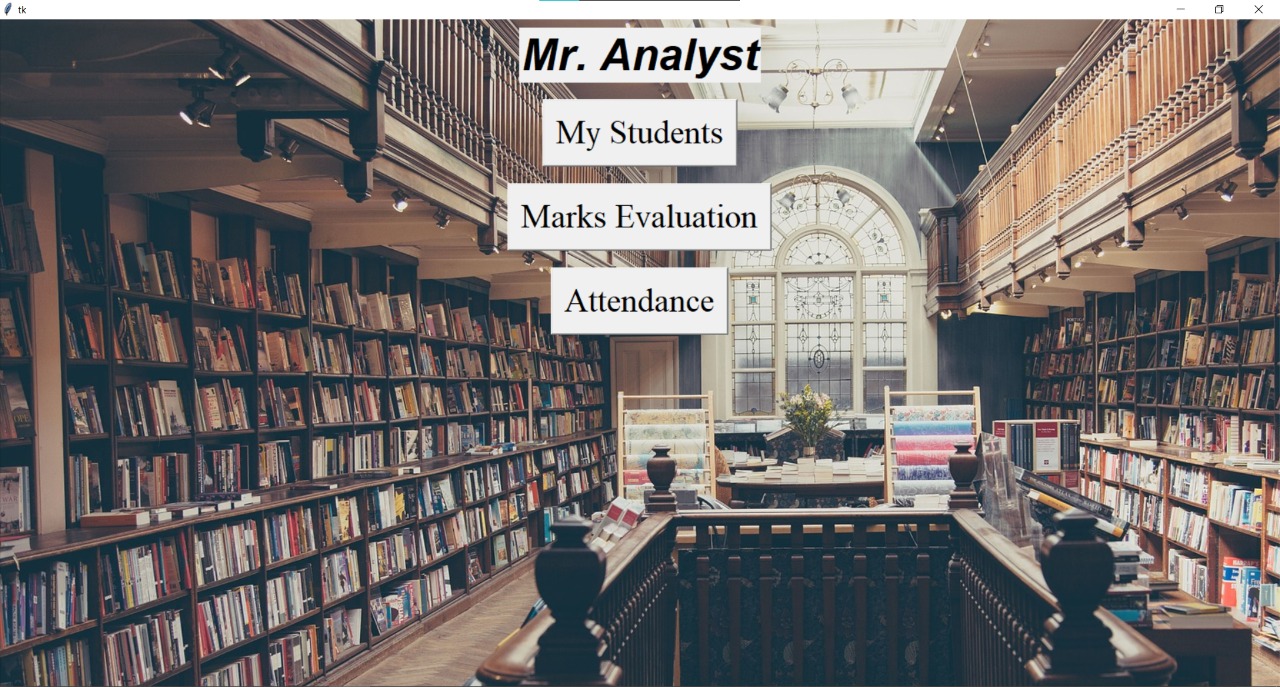 tk
Mr. Analyst
My Students
Marks Evaluation
Attendance